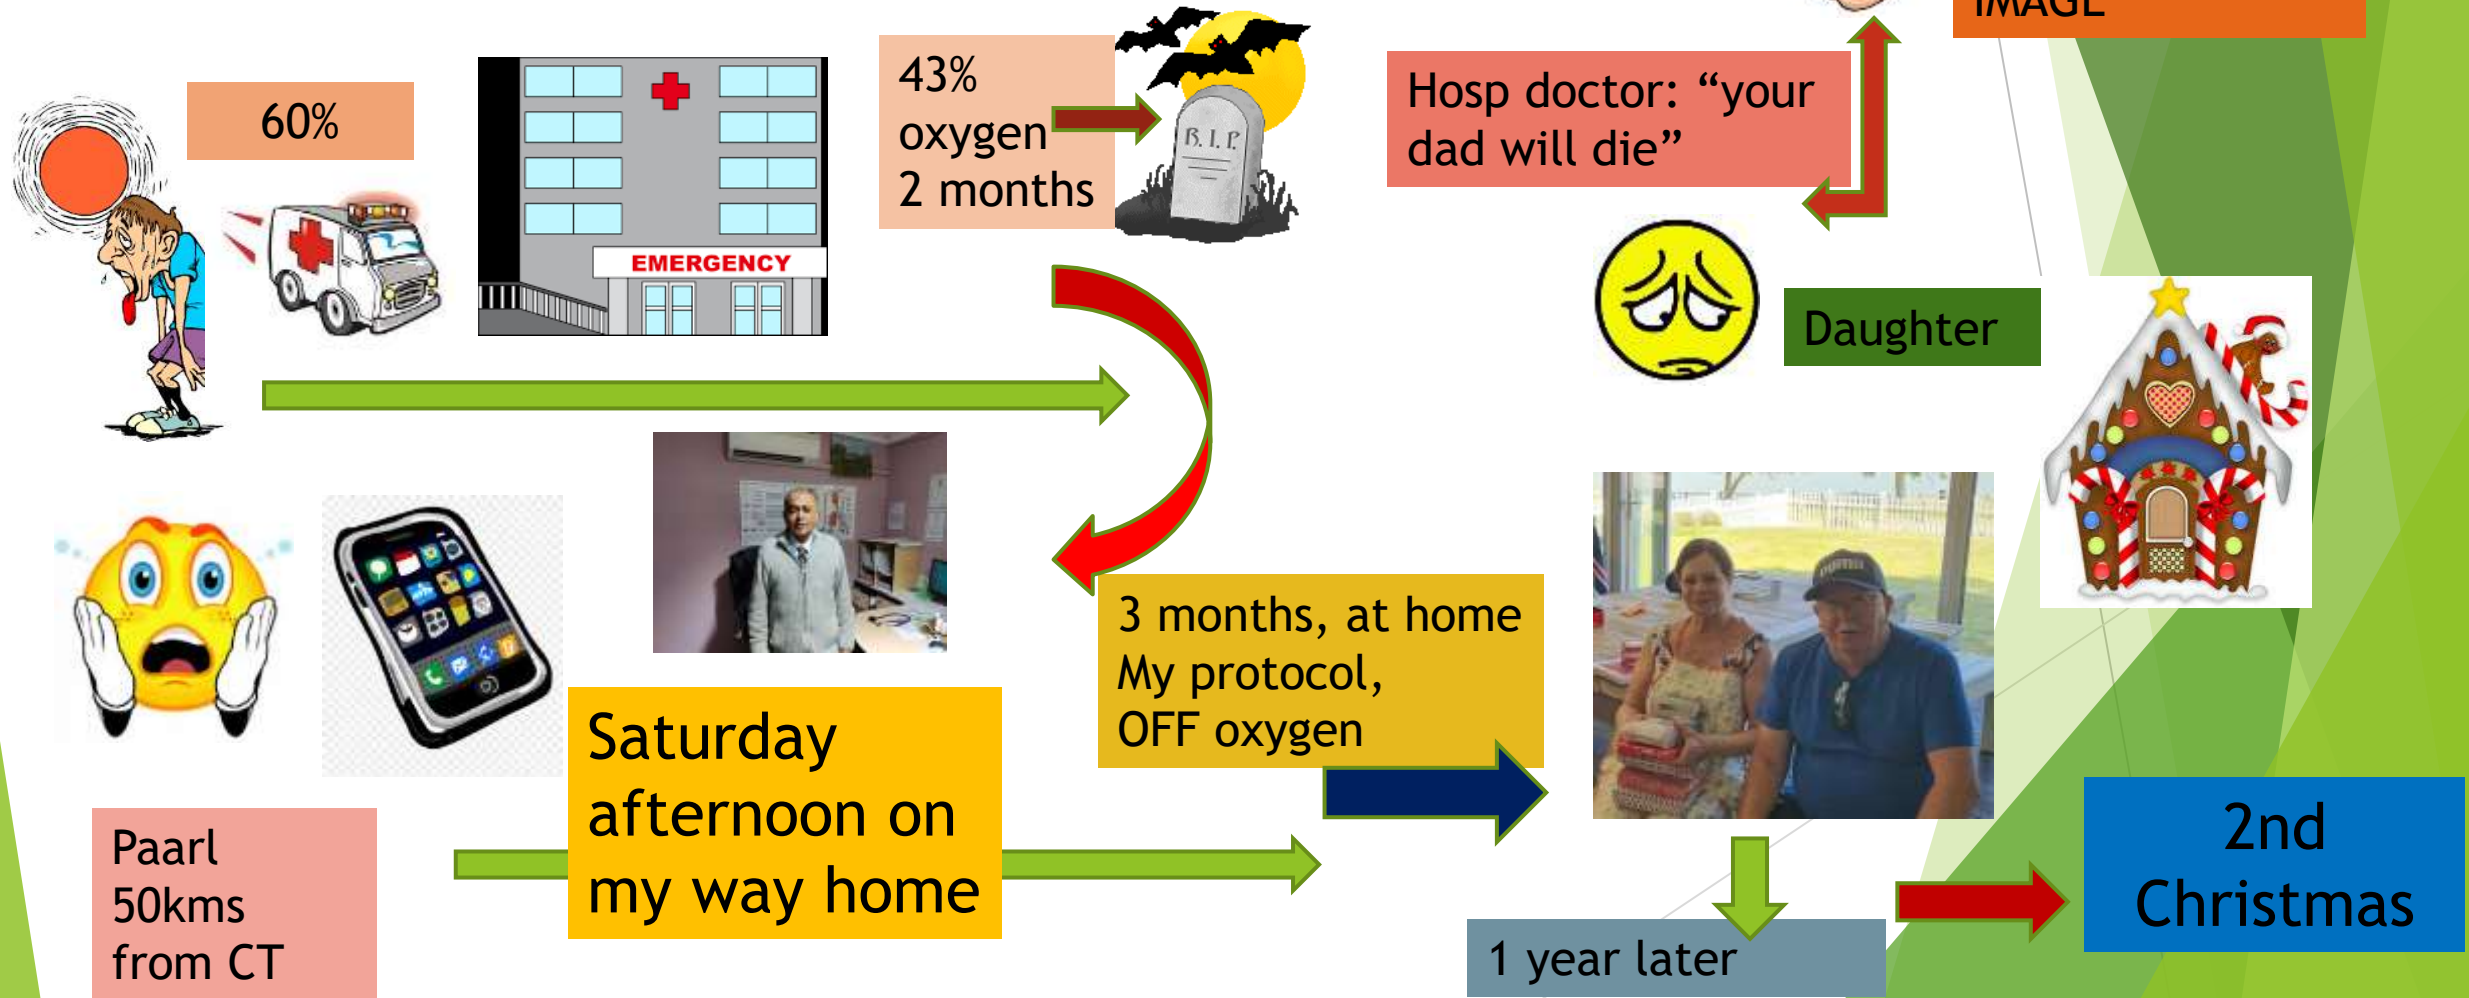 IMAGE
60%
43%
oxygen
2 months
R.I.P.
Hosp doctor: “your
dad will die”
EMERGENCY
Daughter
3 months, at home
My protocol,
OFF oxygen
Saturday
afternoon on
my way home
Paarl
50kms
from CT
2nd
Christmas
1 year later